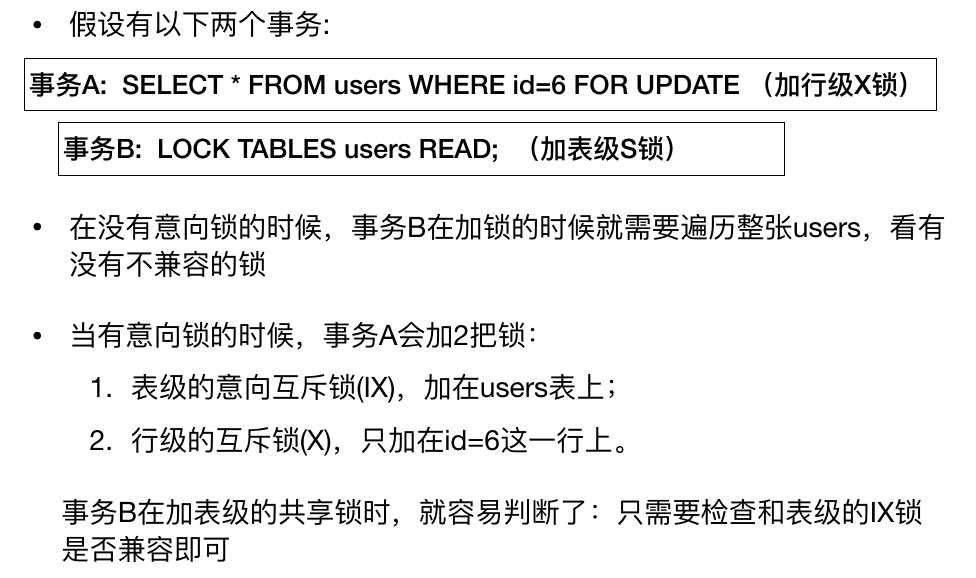 • 假设有以下两个事务:
事务A: SELECT * FROM users WHERE id=6 FOR UPDATE （加行级X锁）
事务B: LOCK TABLES users READ; （加表级S锁）
• 在没有意向锁的时候，事务B在加锁的时候就需要遍历整张users，看有
没有不兼容的锁
• 当有意向锁的时候，事务A会加2把锁：
1. 表级的意向互斥锁(IX)，加在users表上；
2. 行级的互斥锁(X)，只加在id=6这一行上。
事务B在加表级的共享锁时，就容易判断了：只需要检查和表级的IX锁
是否兼容即可